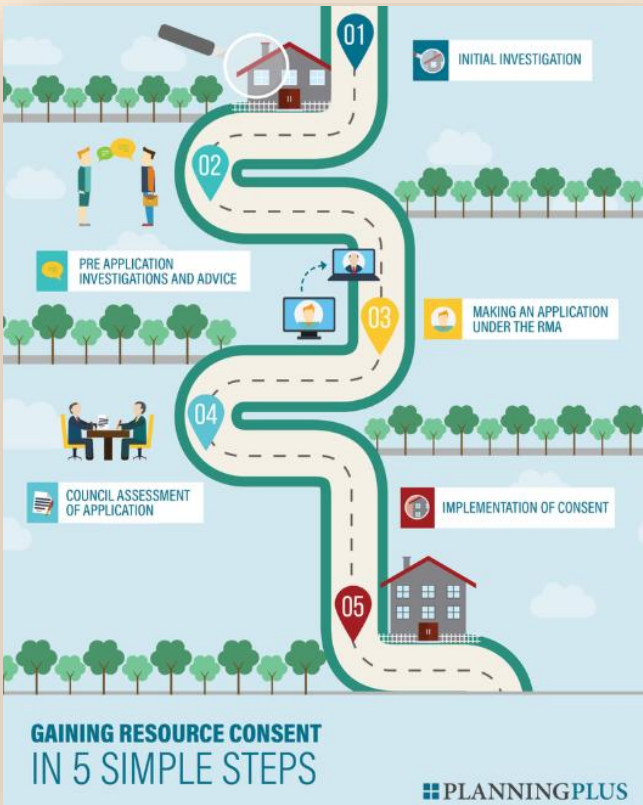 01
INITIAL INVESTIGATION
02
PRE APPLICATION
INVESTIGATIONS AND ADVICE
03
MAKING AN APPLICATION
UNDER THE RMA
04
COUNCIL ASSESSMENT
OF APPLICATION
IMPLEMENTATION OF CONSENT
05
GAINING RESOURCE CONSENT
IN 5 SIMPLE STEPS
PLANNINGPLUS